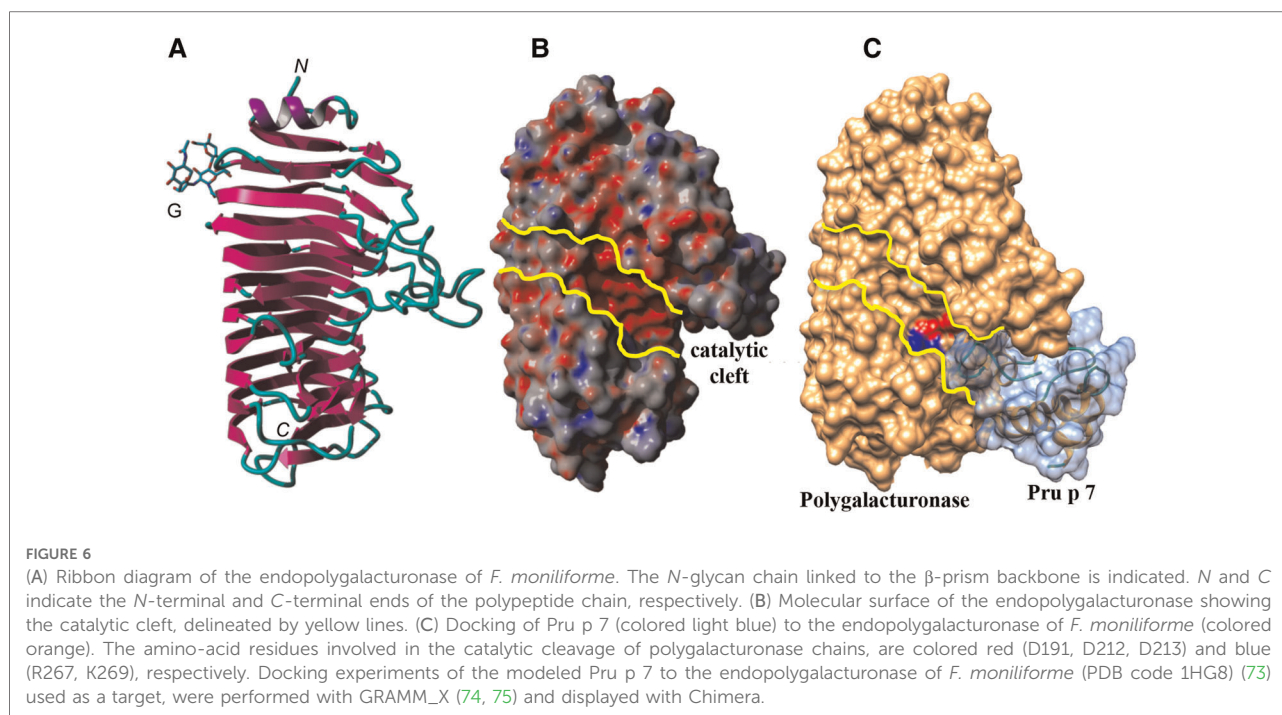 A
B
C
N
G
C
catalytic
cleft
Polygalacturonase
Pru p 7
FIGURE 6
(A) Ribbon diagram of the endopolygalacturonase of F. moniliforme. The N-glycan chain linked to the β-prism backbone is indicated. N and C
indicate the N-terminal and C-terminal ends of the polypeptide chain, respectively. (B) Molecular surface of the endopolygalacturonase showing
the catalytic cleft, delineated by yellow lines. (C) Docking of Pru p 7 (colored light blue) to the endopolygalacturonase of F. moniliforme (colored
orange). The amino-acid residues involved in the catalytic cleavage of polygalacturonase chains, are colored red (D191, D212, D213) and blue
(R267, K269), respectively. Docking experiments of the modeled Pru p 7 to the endopolygalacturonase of F. moniliforme (PDB code 1HG8) (73)
used as a target, were performed with GRAMM_X (74, 75) and displayed with Chimera.